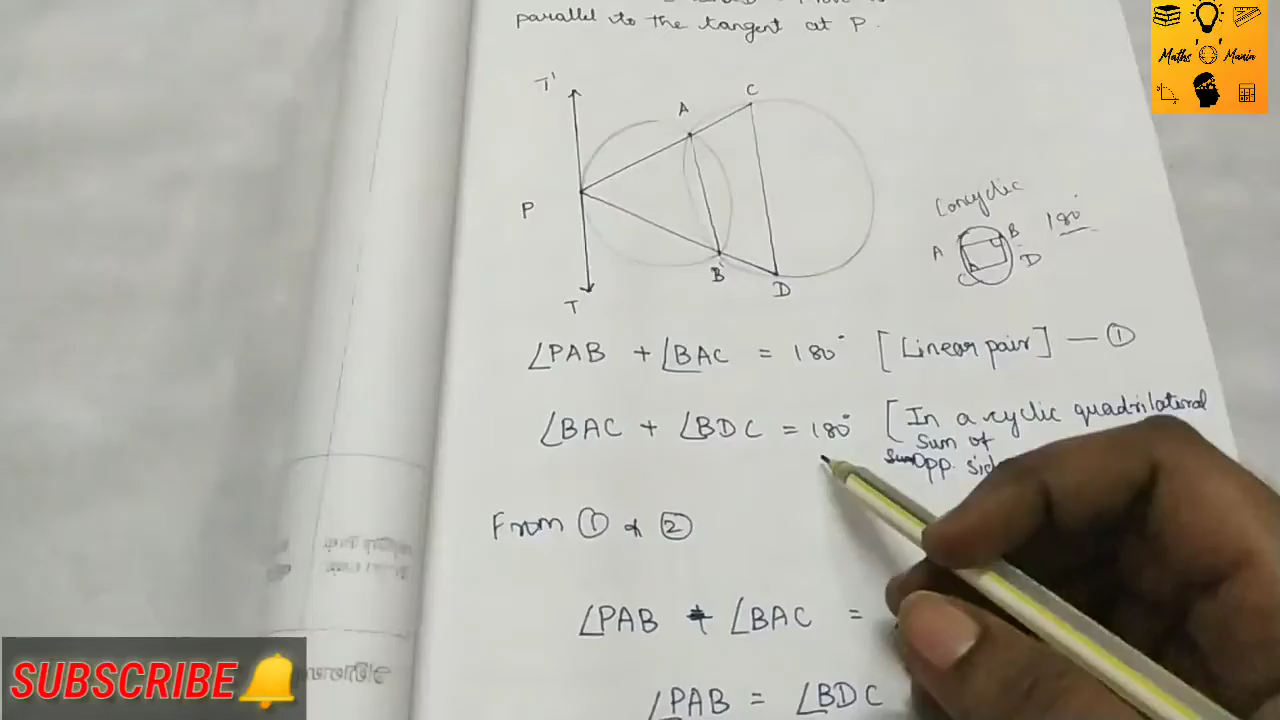 parallel to the tangent at P.
Maths Mania
T'
A
C
P
B
D
T
Concyclic
180°
A
B
D
C
∠PAB + ∠BAC = 180° [Linear pair] — ①
∠BAC + ∠BDC = 180° [In a cyclic quadrilateral
Sum of
Sum Opp. sid
From ① & ②
∠PAB + ∠BAC =
∠PAB = ∠BDC
SUBSCRIBE